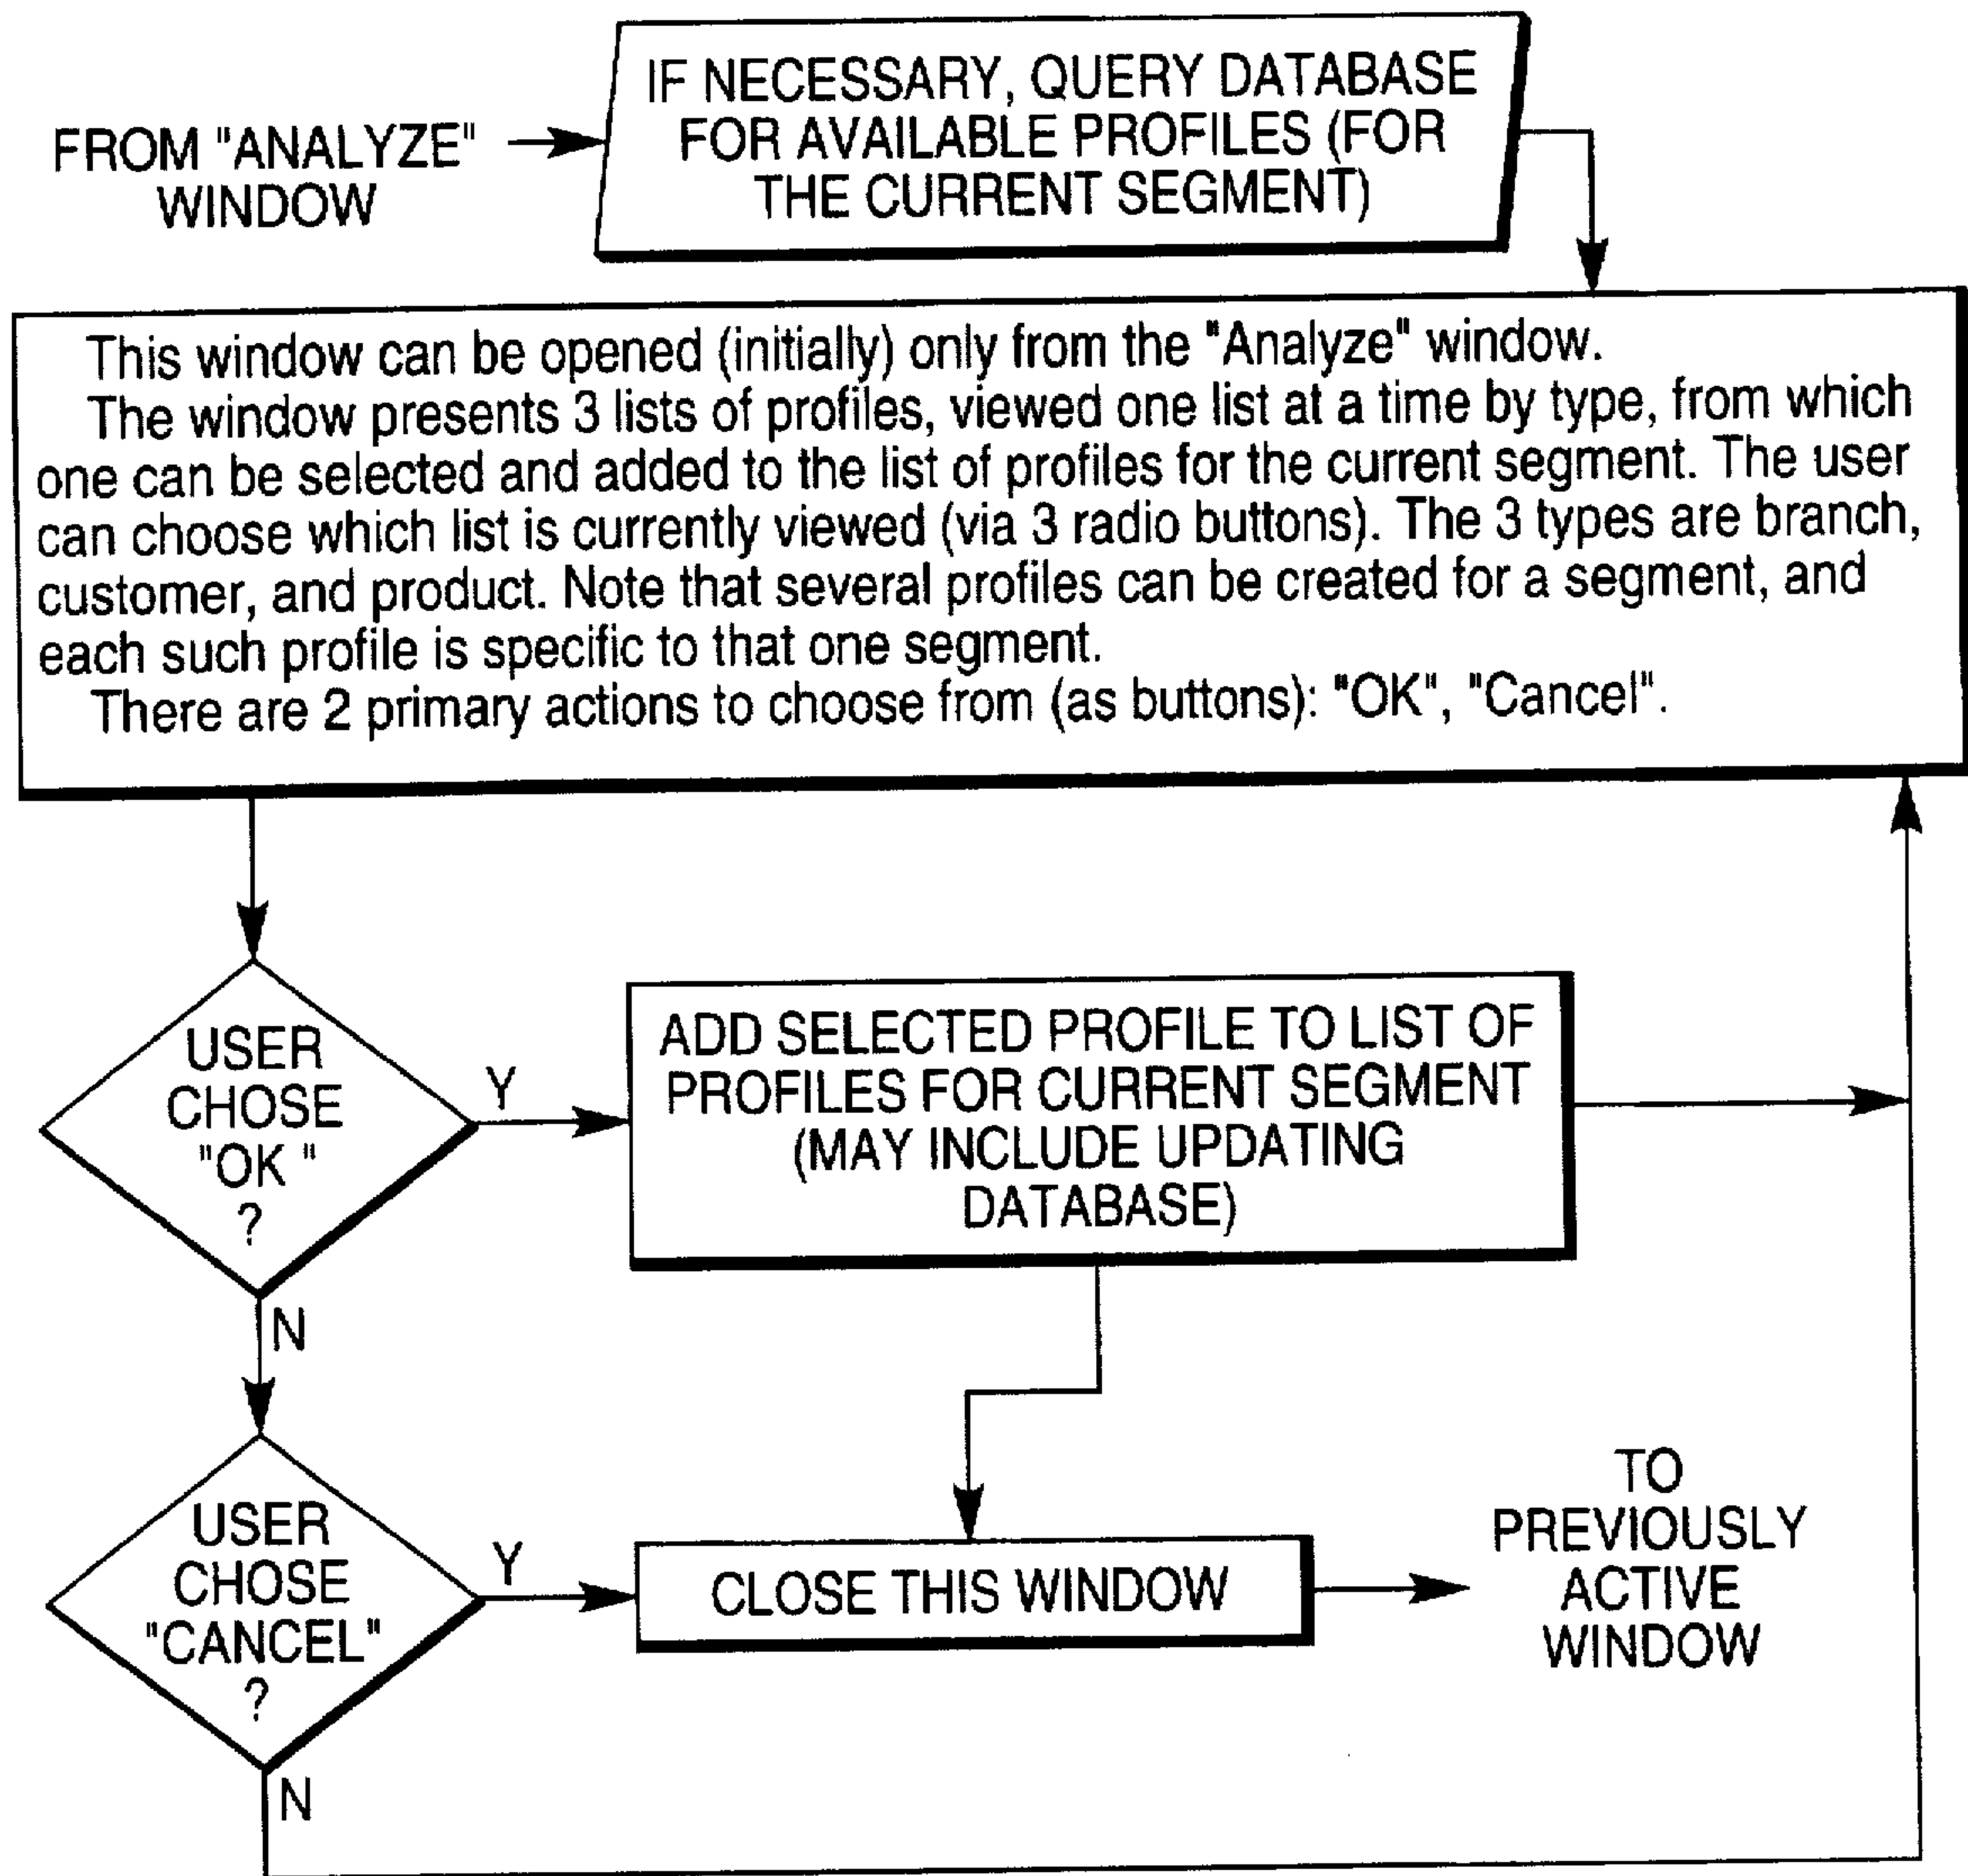 IF NECESSARY, QUERY DATABASE
FOR AVAILABLE PROFILES (FOR
THE CURRENT SEGMENT)
FROM "ANALYZE"
WINDOW
This window can be opened (initially) only from the "Analyze" window.
The window presents 3 lists of profiles, viewed one list at a time by type, from which
one can be selected and added to the list of profiles for the current segment. The user
can choose which list is currently viewed (via 3 radio buttons). The 3 types are branch,
customer, and product. Note that several profiles can be created for a segment, and
each such profile is specific to that one segment.
There are 2 primary actions to choose from (as buttons): "OK", "Cancel".
USER
CHOSE
"OK "
?
Y
ADD SELECTED PROFILE TO LIST OF
PROFILES FOR CURRENT SEGMENT
(MAY INCLUDE UPDATING
DATABASE)
N
USER
CHOSE
"CANCEL"
?
Y
CLOSE THIS WINDOW
TO
PREVIOUSLY
ACTIVE
WINDOW
N